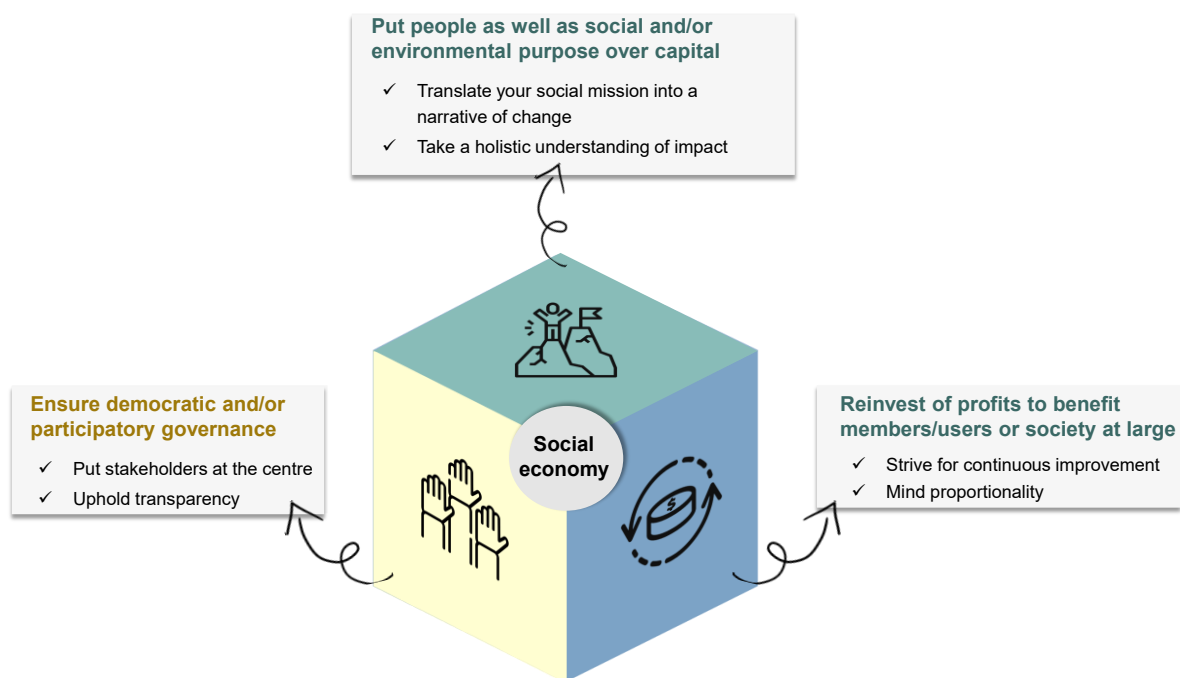 Put people as well as social and/or
environmental purpose over capital
✓ Translate your social mission into a
narrative of change
✓ Take a holistic understanding of impact
Ensure democratic and/or
participatory governance
✓ Put stakeholders at the centre
✓ Uphold transparency
Social
economy
$
Reinvest of profits to benefit
members/users or society at large
✓ Strive for continuous improvement
✓ Mind proportionality